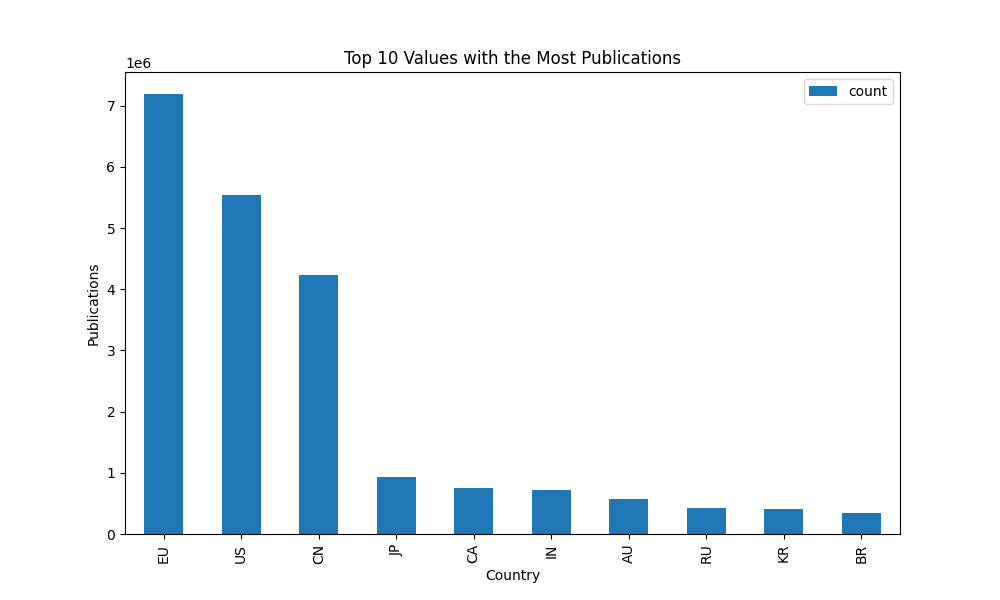 Top 10 Values with the Most Publications
1e6
count
7
6
5
4
3
2
1
0
Publications
EU US CN JP CA IN AU RU KR BR
Country